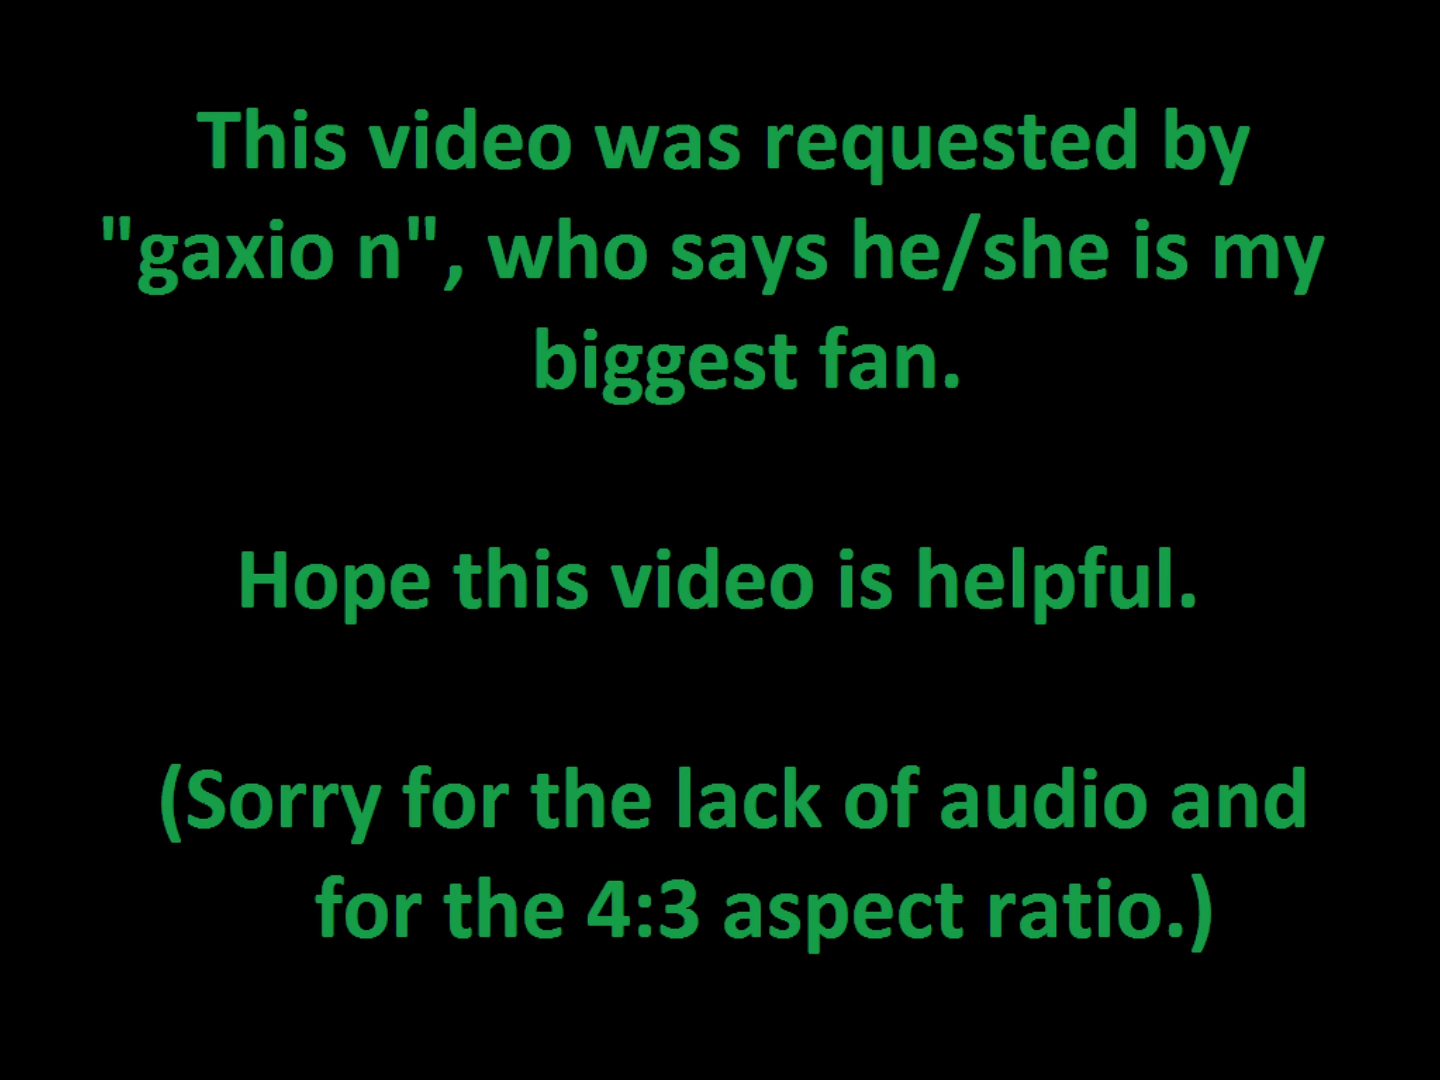 This video was requested by
"gaxio n", who says he/she is my
biggest fan.
Hope this video is helpful.
(Sorry for the lack of audio and
for the 4:3 aspect ratio.)